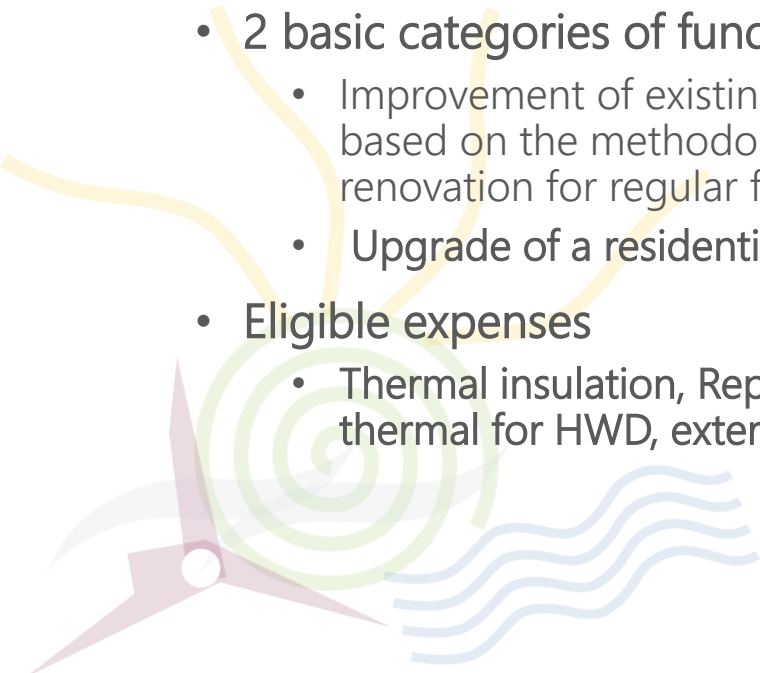 • 2 basic categories of func
• Improvement of existin
based on the methodo
renovation for regular f
• Upgrade of a residenti
• Eligible expenses
• Thermal insulation, Rep
thermal for HWD, exter